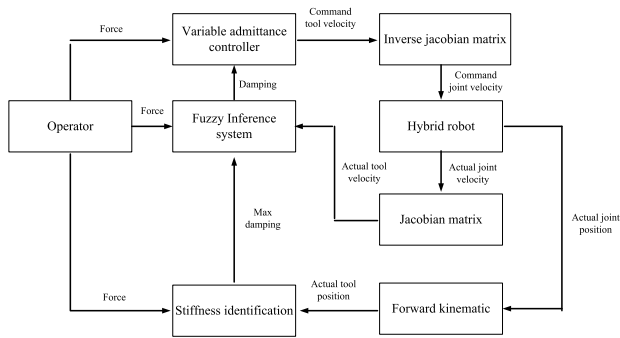 Force
Variable admittance
controller
Command
tool velocity
Inverse jacobian matrix
Damping
Command
joint velocity
Operator
Force
Fuzzy Inference
system
Hybrid robot
Actual tool
velocity
Actual joint
velocity
Jacobian matrix
Max
damping
Actual joint
position
Force
Stiffness identification
Actual tool
position
Forward kinematic